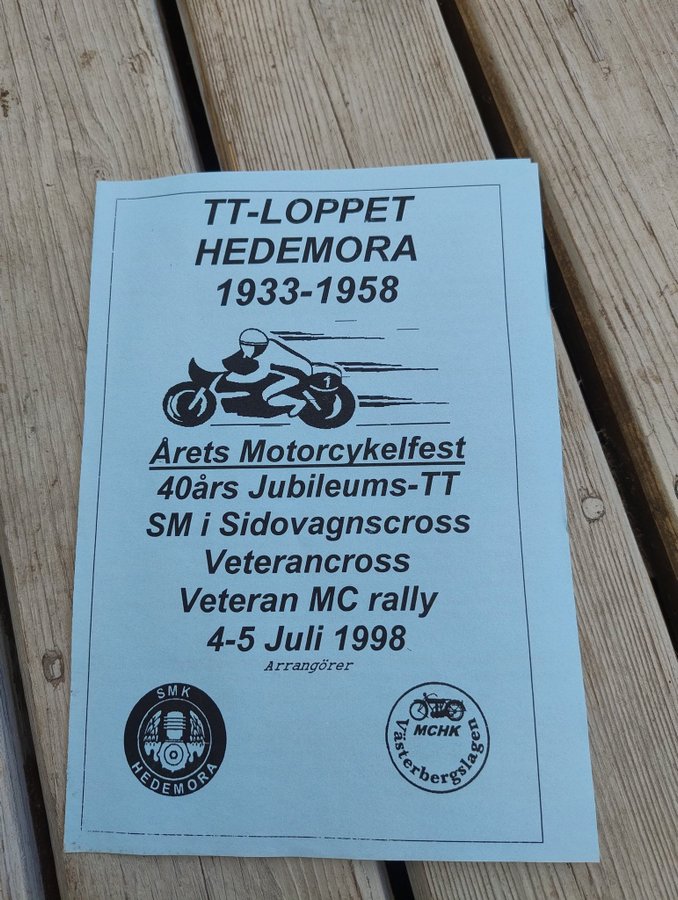 TT-LOPPET
HEDEMORA
1933-1958
1
Årets Motorcykelfest
40års Jubileums-TT
SM i Sidovagnscross
Veterancross
Veteran MC rally
4-5 Juli 1998
Arrangörer
SMK
HEDEMORA
MCHK
Västerbergslagen